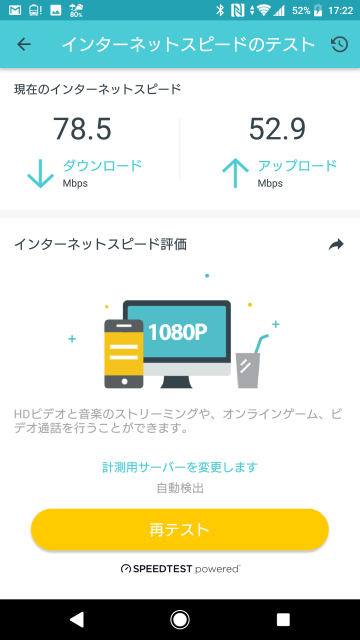 80%
52% 17:22
インターネットスピードのテスト
現在のインターネットスピード
78.5 52.9
ダウンロード アップロード
Mbps Mbps
インターネットスピード評価
1080P
HDビデオと音楽のストリーミングや、オンラインゲーム、ビ
デオ通話を行うことができます。
計測用サーバーを変更します
自動検出
再テスト
SPEEDTEST powered